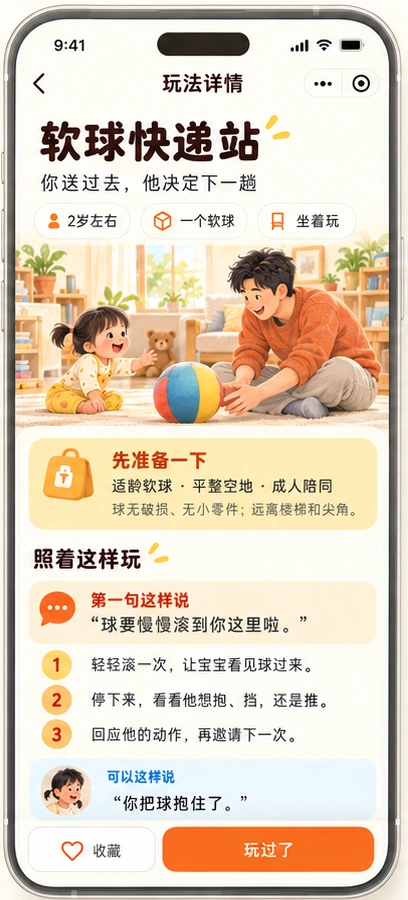 9:41
玩法详情
软球快递站
你送过去，他决定下一趟
2岁左右
一个软球
坐着玩
先准备一下
适龄软球 · 平整空地 · 成人陪同
球无破损、无小零件；远离楼梯和尖角。
照着这样玩
第一句这样说
“球要慢慢滚到你这里啦。”
1 轻轻滚一次，让宝宝看见球过来。
2 停下来，看看他想抱、挡，还是推。
3 回应他的动作，再邀请下一次。
可以这样说
“你把球抱住了。”
收藏
玩过了